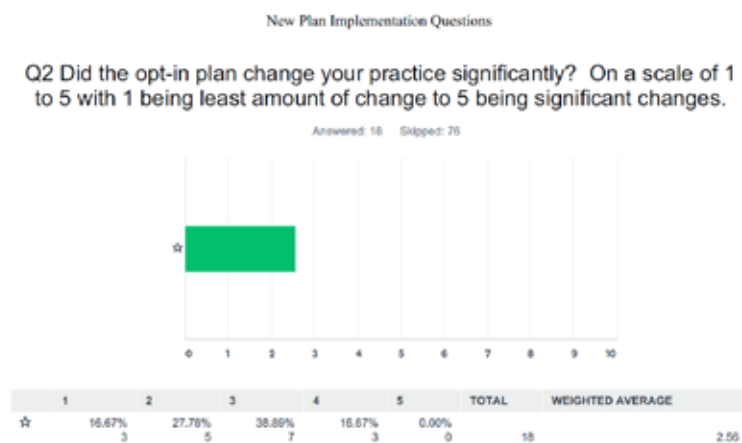 New Plan Implementation Questions
Q2 Did the opt-in plan change your practice significantly? On a scale of 1
to 5 with 1 being least amount of change to 5 being significant changes.
Answered: 18 Skipped: 76
☆
0 1 2 3 4 5 6 7 8 9 10
1 2 3 4 5 TOTAL WEIGHTED AVERAGE
☆ 16.67% 27.78% 38.89% 16.67% 0.00%
3 5 7 3 0 18 2.56